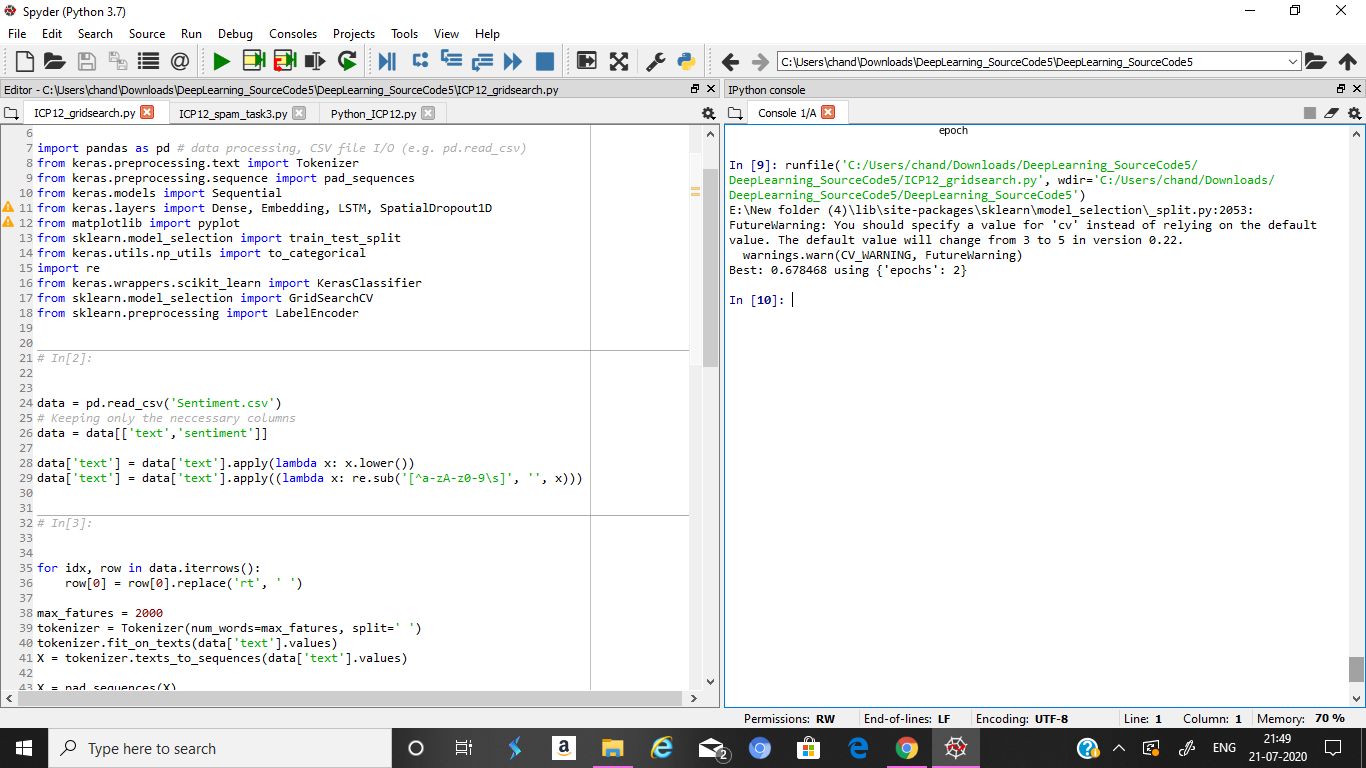 Spyder (Python 3.7)
File Edit Search Source Run Debug Consoles Projects Tools View Help
C:\Users\chand\Downloads\DeepLearning_SourceCode5\DeepLearning_SourceCode5
Editor - C:\Users\chand\Downloads\DeepLearning_SourceCode5\DeepLearning_SourceCode5\ICP12_gridsearch.py
ICP12_gridsearch.py ICP12_spam_task3.py Python_ICP12.py
6
7 import pandas as pd # data processing, CSV file I/O (e.g. pd.read_csv)
8 from keras.preprocessing.text import Tokenizer
9 from keras.preprocessing.sequence import pad_sequences
10 from keras.models import Sequential
11 from keras.layers import Dense, Embedding, LSTM, SpatialDropout1D
12 from matplotlib import pyplot
13 from sklearn.model_selection import train_test_split
14 from keras.utils.np_utils import to_categorical
15 import re
16 from keras.wrappers.scikit_learn import KerasClassifier
17 from sklearn.model_selection import GridSearchCV
18 from sklearn.preprocessing import LabelEncoder
19
20
21 # In[2]:
22
23
24 data = pd.read_csv('Sentiment.csv')
25 # Keeping only the neccessary columns
26 data = data[['text','sentiment']]
27
28 data['text'] = data['text'].apply(lambda x: x.lower())
29 data['text'] = data['text'].apply((lambda x: re.sub('[^a-zA-z0-9\s]', '', x)))
30
31
32 # In[3]:
33
34
35 for idx, row in data.iterrows():
36     row[0] = row[0].replace('rt', ' ')
37
38 max_fatures = 2000
39 tokenizer = Tokenizer(num_words=max_fatures, split=' ')
40 tokenizer.fit_on_texts(data['text'].values)
41 X = tokenizer.texts_to_sequences(data['text'].values)
42
43 X = pad_sequences(X)
IPython console
Console 1/A
epoch
In [9]: runfile('C:/Users/chand/Downloads/DeepLearning_SourceCode5/
DeepLearning_SourceCode5/ICP12_gridsearch.py', wdir='C:/Users/chand/Downloads/
DeepLearning_SourceCode5/DeepLearning_SourceCode5')
E:\New folder (4)\lib\site-packages\sklearn\model_selection\_split.py:2053:
FutureWarning: You should specify a value for 'cv' instead of relying on the default
value. The default value will change from 3 to 5 in version 0.22.
  warnings.warn(CV_WARNING, FutureWarning)
Best: 0.678468 using {'epochs': 2}
In [10]:
Permissions: RW End-of-lines: LF Encoding: UTF-8 Line: 1 Column: 1 Memory: 70 %
Type here to search
2
ENG
21:49
21-07-2020